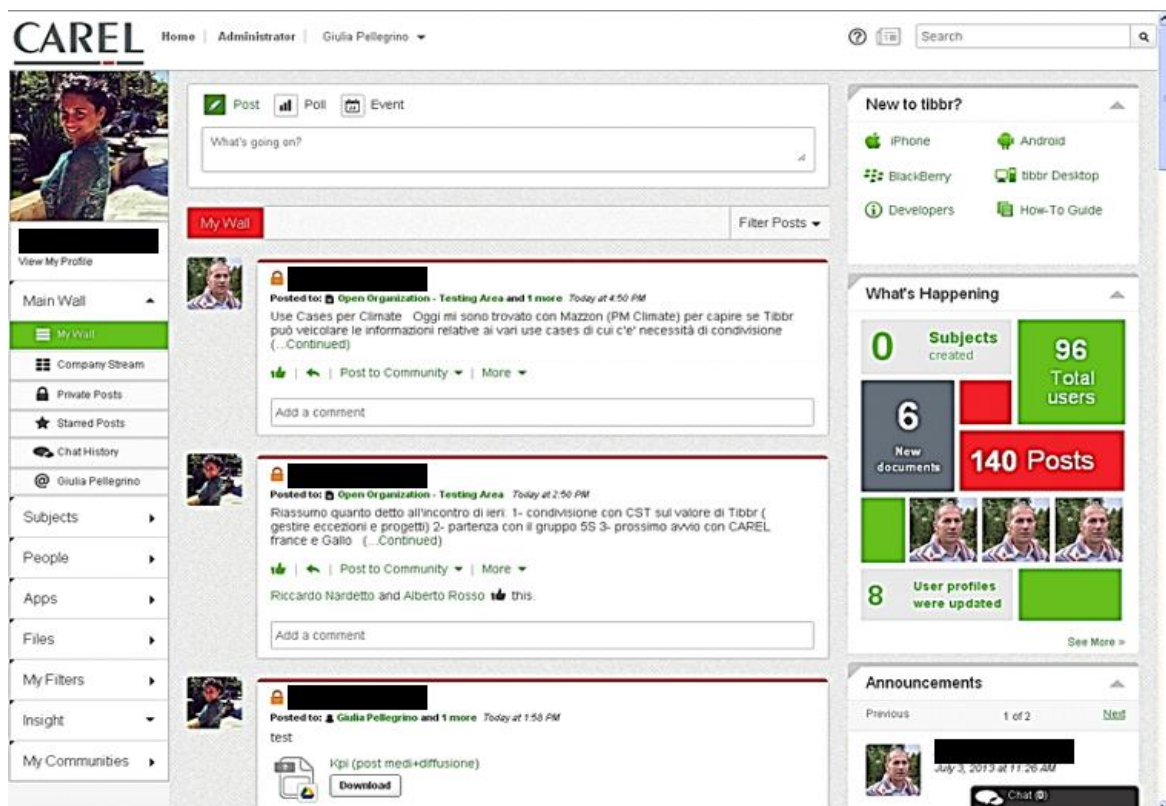 CAREL
Home | Administrator | Giulia Pellegrino
Search
View My Profile
Main Wall
My Wall
Company Stream
Private Posts
Starred Posts
Chat History
@ Giulia Pellegrino
Subjects
People
Apps
Files
My Filters
Insight
My Communities
Post Poll Event
What's going on?
My Wall
Filter Posts
Posted to: Open Organization - Testing Area and 1 more Today at 4:50 PM
Use Cases per Climate Oggi mi sono trovato con Mazzon (PM Climate) per capire se Tibbr
può veicolare le informazioni relative ai vari use cases di cui c'e' necessità di condivisione
(...Continued)
| | Post to Community | More
Add a comment
Posted to: Open Organization - Testing Area Today at 2:50 PM
Riassumo quanto detto all'incontro di ieri: 1- condivisione con CST sul valore di Tibbr (
gestire eccezioni e progetti) 2- partenza con il gruppo 5S 3- prossimo avvio con CAREL
france e Gallo (...Continued)
| | Post to Community | More
Riccardo Nardetto and Alberto Rosso this.
Add a comment
Posted to: Giulia Pellegrino and 1 more Today at 1:58 PM
test
Kpi (post medi+diffusione)
Download
New to tibbr?
iPhone
Android
BlackBerry
tibbr Desktop
Developers
How-To Guide
What's Happening
0 Subjects
created
96
Total
users
6
New
documents
140 Posts
8 User profiles
were updated
See More »
Announcements
Previous 1 of 2 Next
July 3, 2013 at 11:26 AM
Chat (0)